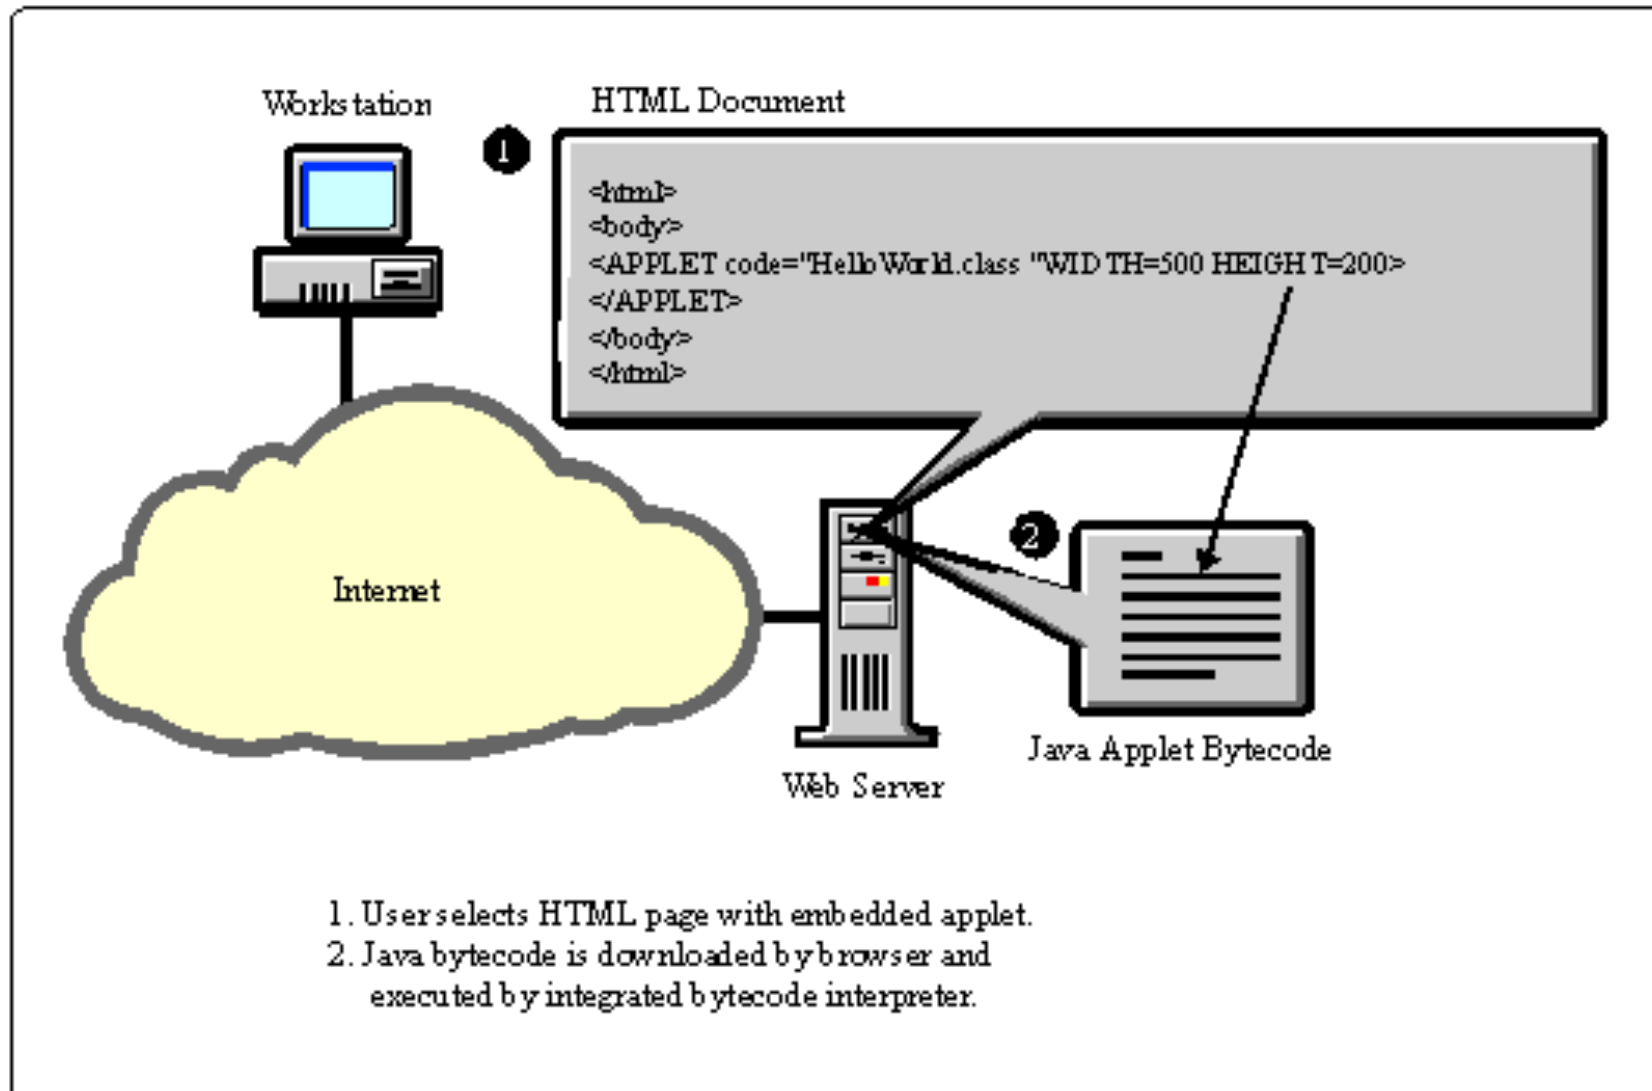 Workstation
HTML Document
1
<html>
<body>
<APPLET code="HelloWorld.class "WIDTH=500 HEIGHT=200>
</APPLET>
</body>
</html>
2
Internet
Java Applet Bytecode
Web Server
1. User selects HTML page with embedded applet.
2. Java bytecode is downloaded by browser and
executed by integrated bytecode interpreter.